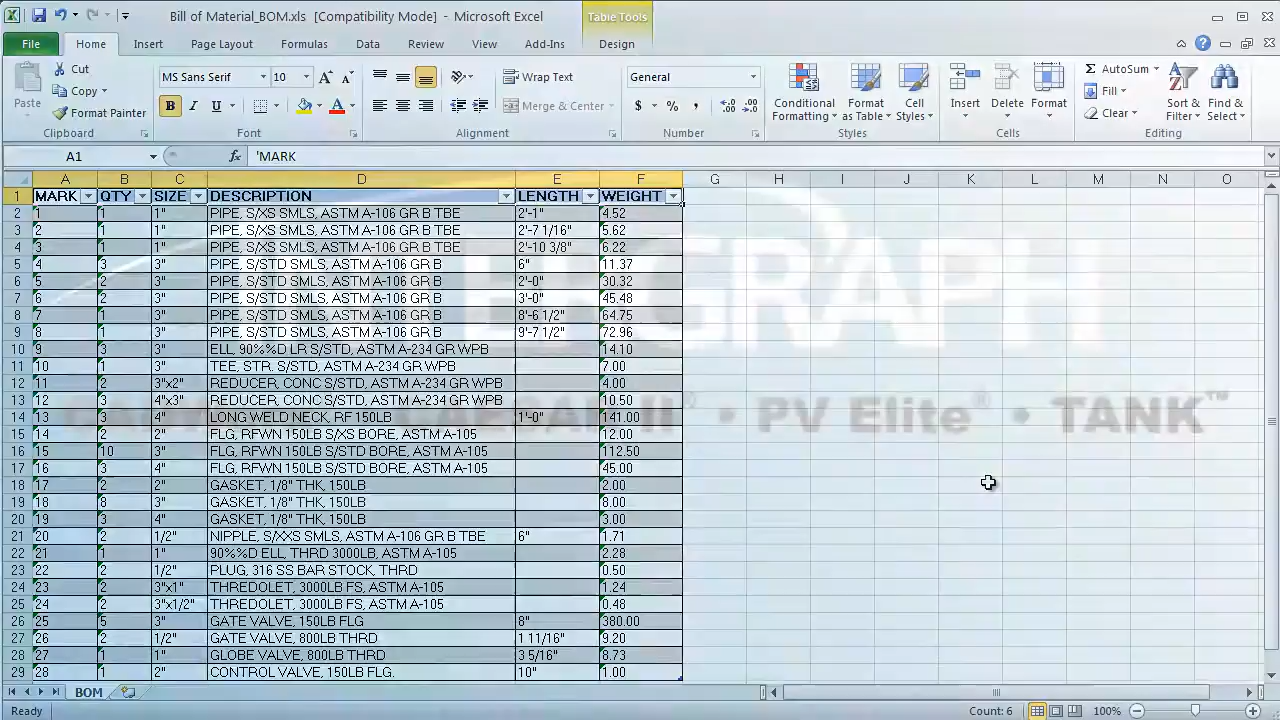 Bill of Material_BOM.xls [Compatibility Mode] - Microsoft Excel
Table Tools
File Home Insert Page Layout Formulas Data Review View Add-Ins Design
Paste
Cut
Copy
Format Painter
Clipboard
MS Sans Serif 10
B I U
Font
Wrap Text
Merge & Center
Alignment
General
$ % ,
Number
Conditional Formatting
Format as Table
Cell Styles
Styles
Insert
Delete
Format
Cells
AutoSum
Fill
Clear
Sort & Filter
Find & Select
Editing
A1 fx 'MARK
A B C D E F G H I J K L M N O
1 MARK QTY SIZE DESCRIPTION LENGTH WEIGHT
2 1 1 1" PIPE, S/XS SMLS, ASTM A-106 GR B TBE 2'-1" 4.52
3 2 1 1" PIPE, S/XS SMLS, ASTM A-106 GR B TBE 2'-7 1/16" 5.62
4 3 1 1" PIPE, S/XS SMLS, ASTM A-106 GR B TBE 2'-10 3/8" 6.22
5 4 3 3" PIPE, S/STD SMLS, ASTM A-106 GR B 6" 11.37
6 5 2 3" PIPE, S/STD SMLS, ASTM A-106 GR B 2'-0" 30.32
7 6 2 3" PIPE, S/STD SMLS, ASTM A-106 GR B 3'-0" 45.48
8 7 1 3" PIPE, S/STD SMLS, ASTM A-106 GR B 8'-6 1/2" 64.75
9 8 1 3" PIPE, S/STD SMLS, ASTM A-106 GR B 9'-7 1/2" 72.96
10 9 3 3" ELL, 90%%D LR S/STD, ASTM A-234 GR WPB 14.10
11 10 1 3" TEE, STR. S/STD, ASTM A-234 GR WPB 7.00
12 11 2 3"x2" REDUCER, CONC S/STD, ASTM A-234 GR WPB 4.00
13 12 3 4"x3" REDUCER, CONC S/STD, ASTM A-234 GR WPB 10.50
14 13 3 4" LONG WELD NECK, RF 150LB 1'-0" 141.00
15 14 2 2" FLG, RFWN 150LB S/XS BORE, ASTM A-105 12.00
16 15 10 3" FLG, RFWN 150LB S/STD BORE, ASTM A-105 112.50
17 16 3 4" FLG, RFWN 150LB S/STD BORE, ASTM A-105 45.00
18 17 2 2" GASKET, 1/8" THK, 150LB 2.00
19 18 8 3" GASKET, 1/8" THK, 150LB 8.00
20 19 3 4" GASKET, 1/8" THK, 150LB 3.00
21 20 2 1/2" NIPPLE, S/XXS SMLS, ASTM A-106 GR B TBE 6" 1.71
22 21 1 1" 90%%D ELL, THRD 3000LB, ASTM A-105 2.28
23 22 2 1/2" PLUG, 316 SS BAR STOCK, THRD 0.50
24 23 2 3"x1" THREDOLET, 3000LB FS, ASTM A-105 1.24
25 24 2 3"x1/2" THREDOLET, 3000LB FS, ASTM A-105 0.48
26 25 5 3" GATE VALVE, 150LB FLG 8" 380.00
27 26 2 1/2" GATE VALVE, 800LB THRD 1 11/16" 9.20
28 27 1 1" GLOBE VALVE, 800LB THRD 3 5/16" 8.73
29 28 1 2" CONTROL VALVE, 150LB FLG. 10" 1.00
• PV Elite® • TANK™
BOM
Ready Count: 6 100%